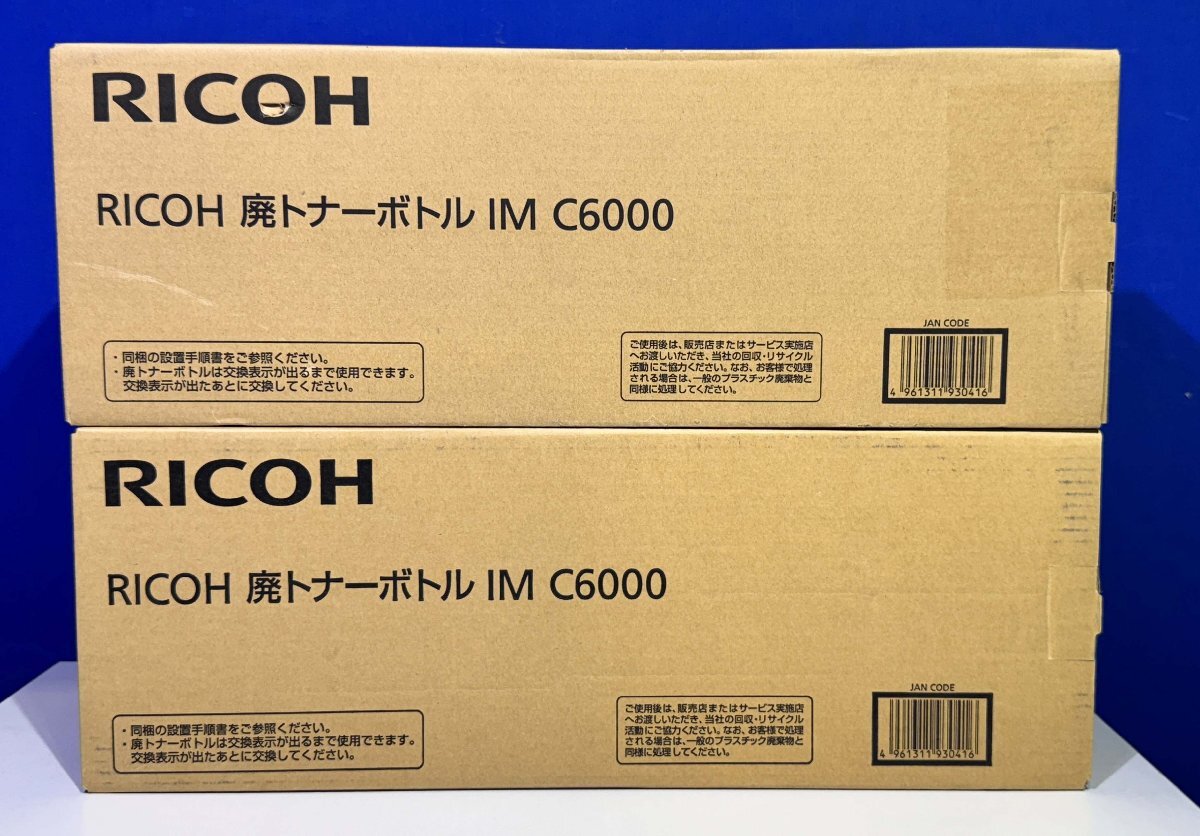 RICOH
RICOH 廃トナーボトル IM C6000
・同梱の設置手順書をご参照ください。
・廃トナーボトルは交換表示が出るまで使用できます。
交換表示が出たあとに交換してください。
ご使用後は、販売店またはサービス実施店
へお渡しいただき、当社の回収・リサイクル
活動にご協力ください。なお、お客様で処理
される場合は、一般のプラスチック廃棄物と
同様に処理してください。
JAN CODE
4 961311 930416
RICOH
RICOH 廃トナーボトル IM C6000
・同梱の設置手順書をご参照ください。
・廃トナーボトルは交換表示が出るまで使用できます。
交換表示が出たあとに交換してください。
ご使用後は、販売店またはサービス実施店
へお渡しいただき、当社の回収・リサイクル
活動にご協力ください。なお、お客様で処理
される場合は、一般のプラスチック廃棄物と
同様に処理してください。
JAN CODE
4 961311 930416